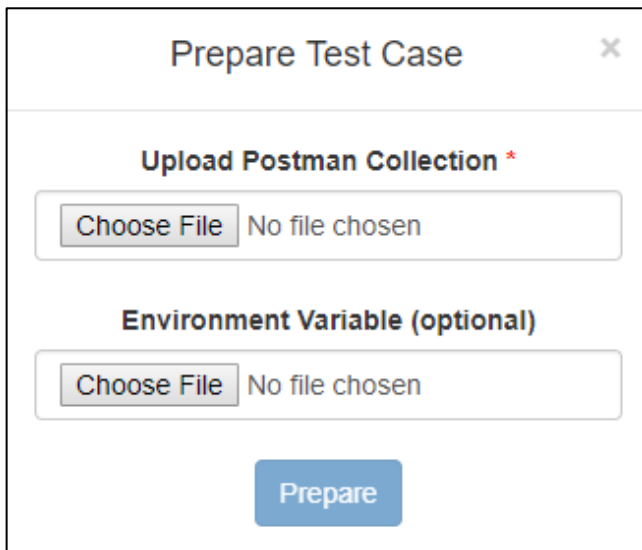 Prepare Test Case ×
Upload Postman Collection *
Choose File No file chosen
Environment Variable (optional)
Choose File No file chosen
Prepare